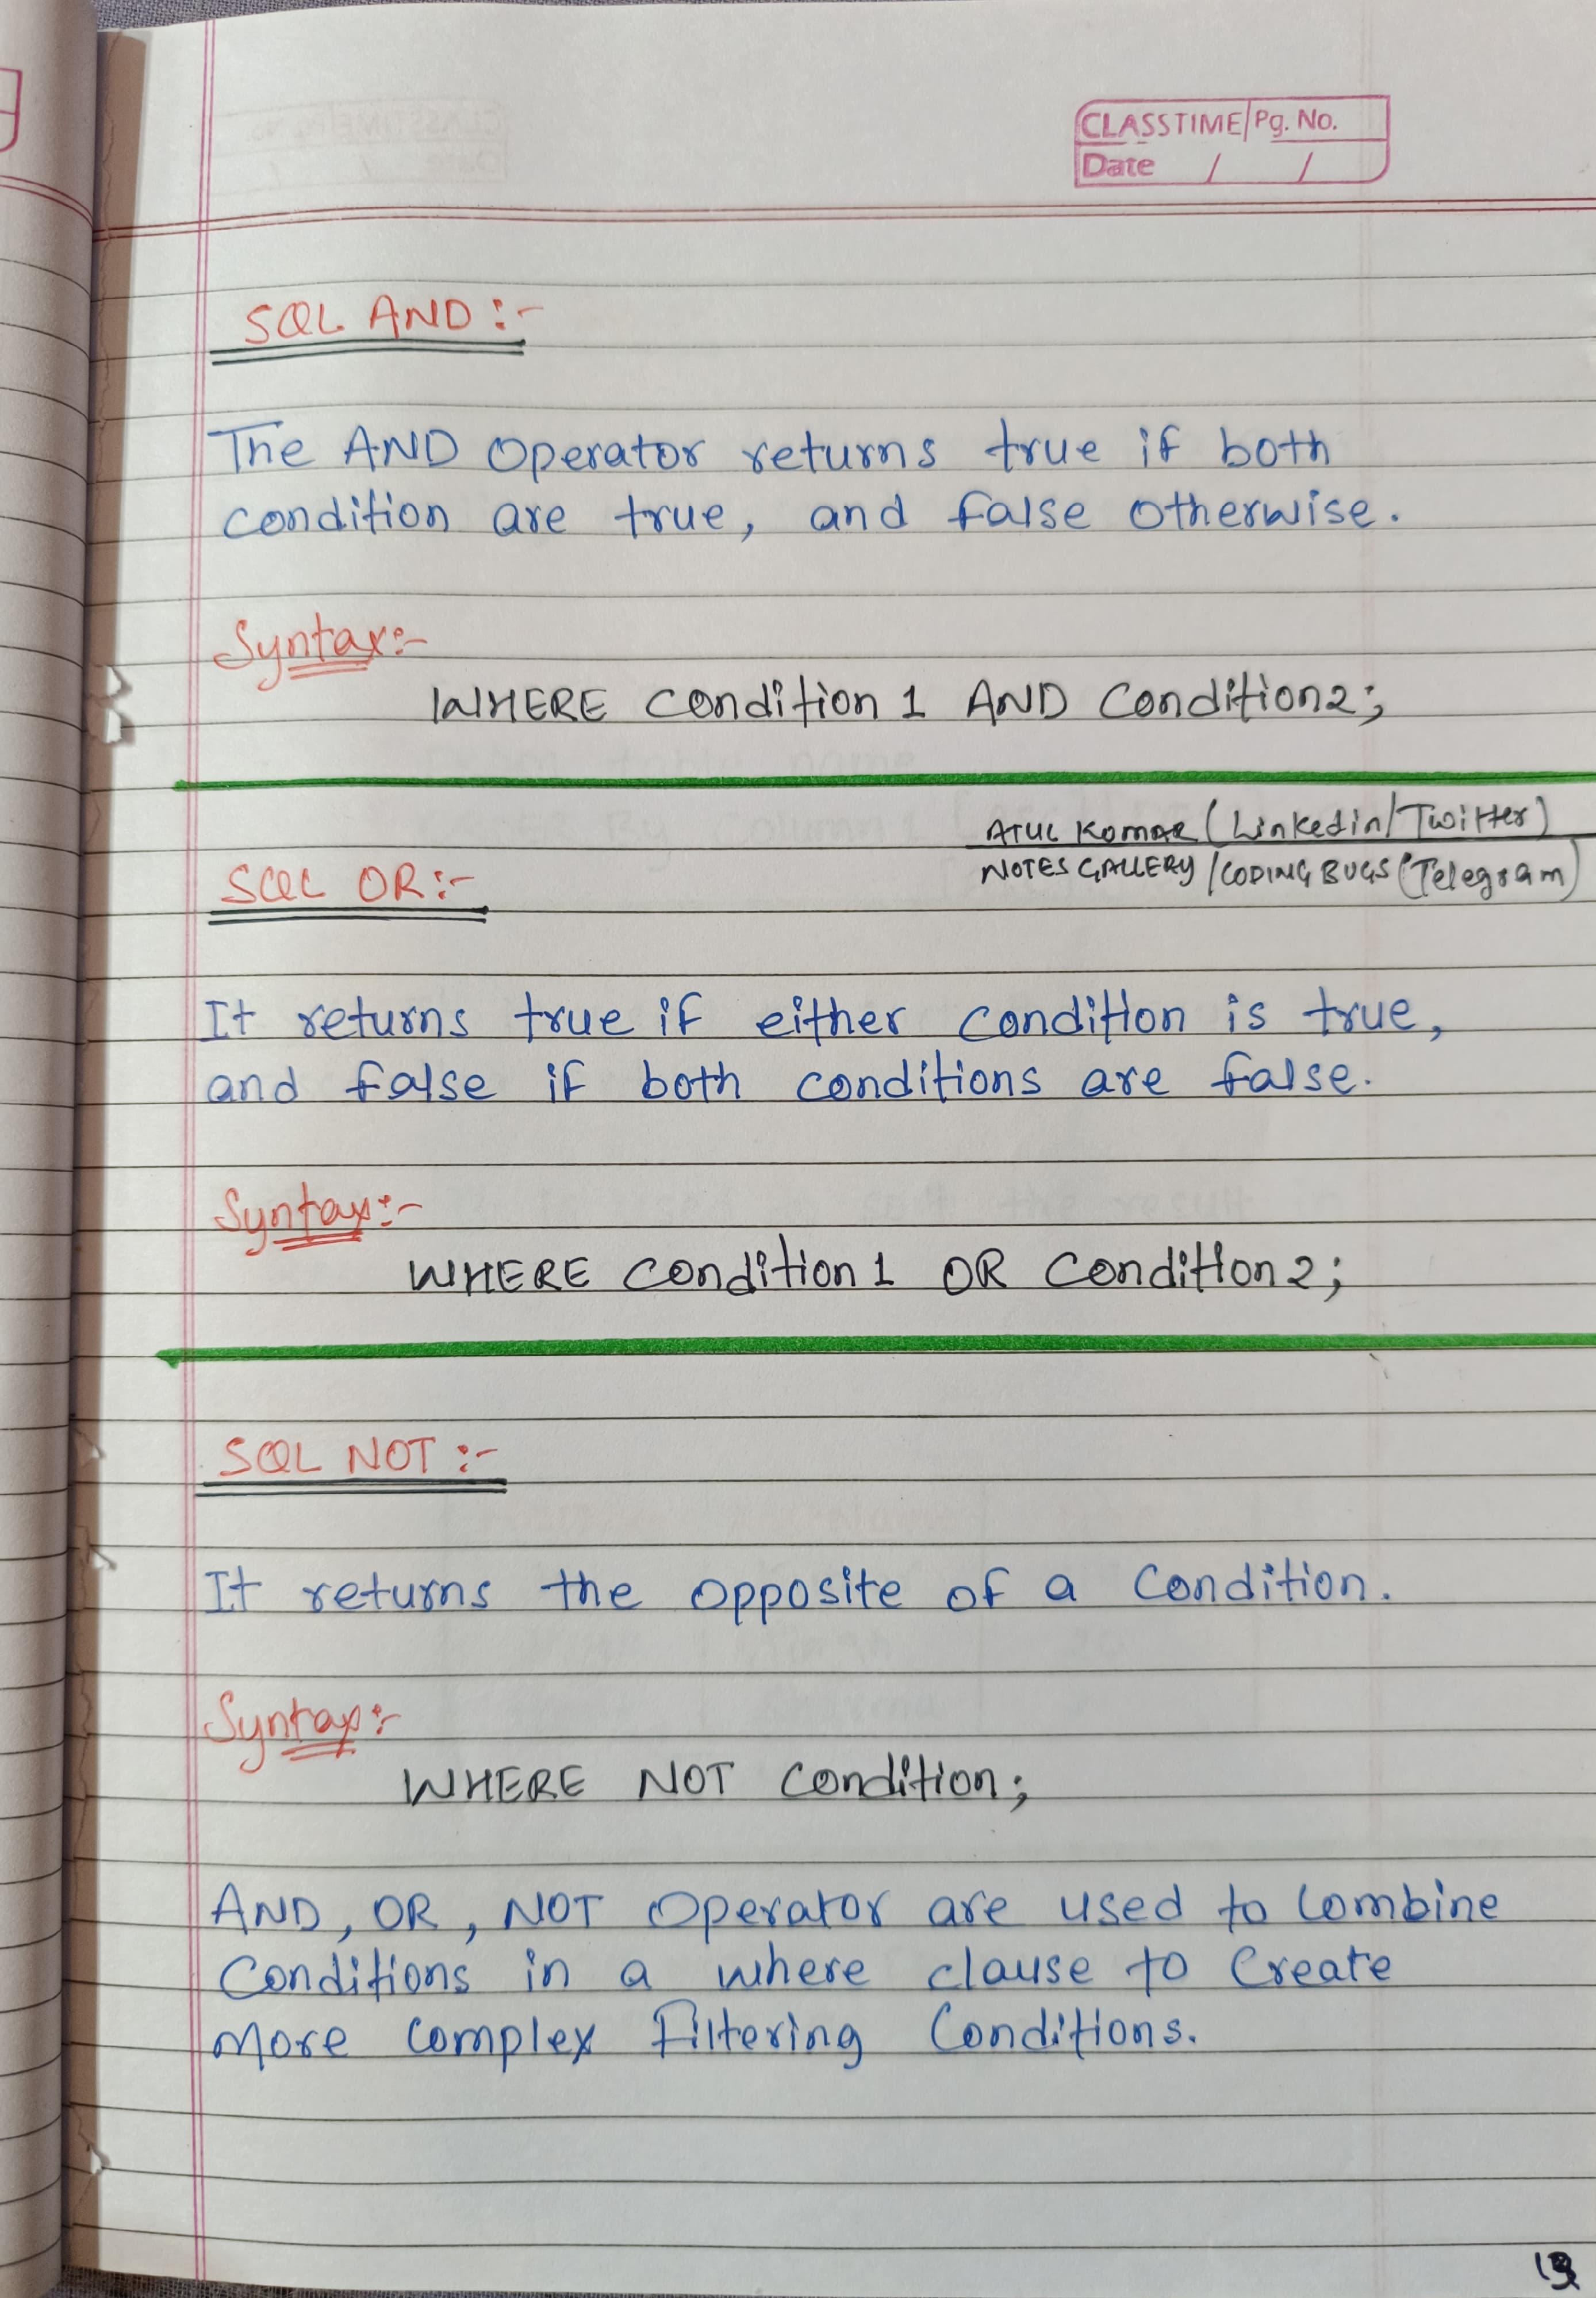 CLASSTIME Pg. No.
Date / /
SQL AND :-
The AND Operator returns true if both
condition are true, and false otherwise.
Syntax:-
WHERE Condition 1 AND Condition2;
ATUL KUMAR (Linkedin/Twitter)
NOTES GALLERY /CODING BUGS (Telegram)
SQL OR:-
It returns true if either condition is true,
and false if both conditions are false.
Syntax:-
WHERE Condition 1 OR Condition 2;
SQL NOT :-
It returns the opposite of a Condition.
Syntax:-
WHERE NOT Condition;
AND, OR, NOT Operator are used to Combine
Conditions in a where clause to Create
More Complex Filtering Conditions.